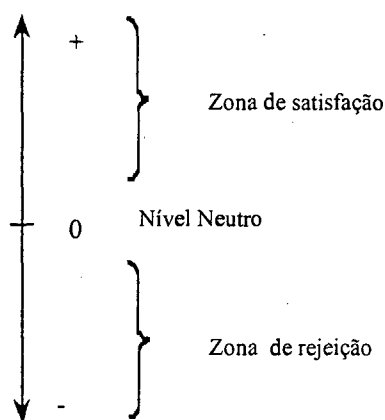 +
Zona de satisfação
0 Nível Neutro
Zona de rejeição
-